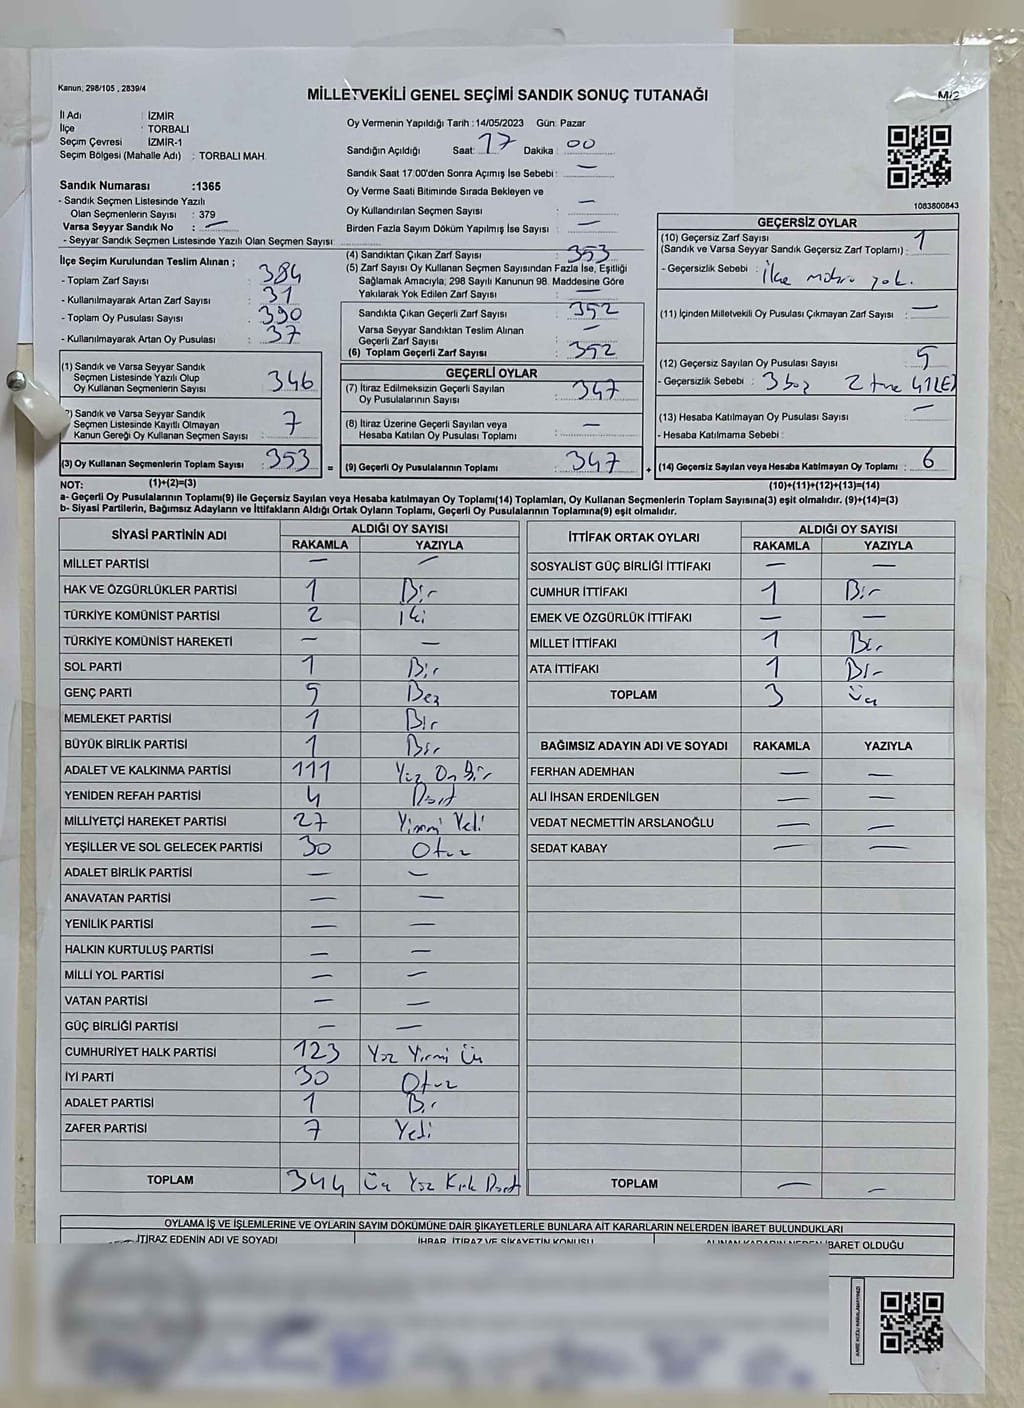 Kanun; 298/105 , 2839/4
MİLLETVEKİLİ GENEL SEÇİMİ SANDIK SONUÇ TUTANAĞI
M/2
İl Adı : İZMİR
İlçe : TORBALI
Seçim Çevresi : İZMİR-1
Seçim Bölgesi (Mahalle Adı) : TORBALI MAH.
Sandık Numarası :1365
- Sandık Seçmen Listesinde Yazılı
Olan Seçmenlerin Sayısı : 379
Varsa Seyyar Sandık No : —
- Seyyar Sandık Seçmen Listesinde Yazılı Olan Seçmen Sayısı :
İlçe Seçim Kurulundan Teslim Alınan ;
- Toplam Zarf Sayısı : 384
- Kullanılmayarak Artan Zarf Sayısı : 31
- Toplam Oy Pusulası Sayısı : 390
- Kullanılmayarak Artan Oy Pusulası : 37
(1) Sandık ve Varsa Seyyar Sandık
Seçmen Listesinde Yazılı Olup
Oy Kullanan Seçmenlerin Sayısı : 346
2) Sandık ve Varsa Seyyar Sandık
Seçmen Listesinde Kayıtlı Olmayan
Kanun Gereği Oy Kullanan Seçmen Sayısı : 7
(3) Oy Kullanan Seçmenlerin Toplam Sayısı : 353 =
Oy Vermenin Yapıldığı Tarih : 14/05/2023 Gün: Pazar
Sandığın Açıldığı Saat: 17 Dakika : 00
Sandık Saat 17:00'den Sonra Açımış İse Sebebi : —
Oy Verme Saati Bitiminde Sırada Bekleyen ve
Oy Kullandırılan Seçmen Sayısı : —
Birden Fazla Sayım Döküm Yapılmış İse Sayısı : —
(4) Sandıktan Çıkan Zarf Sayısı : 353
(5) Zarf Sayısı Oy Kullanan Seçmen Sayısından Fazla İse, Eşitliği
Sağlamak Amacıyla; 298 Sayılı Kanunun 98. Maddesine Göre
Yakılarak Yok Edilen Zarf Sayısı : —
Sandıkta Çıkan Geçerli Zarf Sayısı : 352
Varsa Seyyar Sandıktan Teslim Alınan
Geçerli Zarf Sayısı : —
(6) Toplam Geçerli Zarf Sayısı : 352
GEÇERLİ OYLAR
(7) İtiraz Edilmeksizin Geçerli Sayılan
Oy Pusulalarının Sayısı : 347
(8) İtiraz Üzerine Geçerli Sayılan veya
Hesaba Katılan Oy Pusulası Toplamı : —
(9) Geçerli Oy Pusulalarının Toplamı : 347 +
1083800843
GEÇERSİZ OYLAR
(10) Geçersiz Zarf Sayısı
(Sandık ve Varsa Seyyar Sandık Geçersiz Zarf Toplamı) : 1
- Geçersizlik Sebebi : İlçe mührü yok.
(11) İçinden Milletvekili Oy Pusulası Çıkmayan Zarf Sayısı : —
(12) Geçersiz Sayılan Oy Pusulası Sayısı : 5
- Geçersizlik Sebebi : 3 boş 2 tne
(13) Hesaba Katılmayan Oy Pusulası Sayısı : —
- Hesaba Katılmama Sebebi :
(14) Geçersiz Sayılan veya Hesaba Katılmayan Oy Toplamı : 6
NOT: (1)+(2)=(3) (10)+(11)+(12)+(13)=(14)
a- Geçerli Oy Pusulalarının Toplamı(9) ile Geçersiz Sayılan veya Hesaba katılmayan Oy Toplamı(14) Toplamları, Oy Kullanan Seçmenlerin Toplam Sayısına(3) eşit olmalıdır. (9)+(14)=(3)
b- Siyasi Partilerin, Bağımsız Adayların ve İttifakların Aldığı Ortak Oyların Toplamı, Geçerli Oy Pusulalarının Toplamına(9) eşit olmalıdır.
SİYASİ PARTİNİN ADI ALDIĞI OY SAYISI
RAKAMLA YAZIYLA
MİLLET PARTİSİ — —
HAK VE ÖZGÜRLÜKLER PARTİSİ 1 Bir
TÜRKİYE KOMÜNİST PARTİSİ 2 İki
TÜRKİYE KOMÜNİST HAREKETİ — —
SOL PARTİ 1 Bir
GENÇ PARTİ 5 Beş
MEMLEKET PARTİSİ 1 Bir
BÜYÜK BİRLİK PARTİSİ 1 Bir
ADALET VE KALKINMA PARTİSİ 111 Yüz On Bir
YENİDEN REFAH PARTİSİ 4 Dört
MİLLİYETÇİ HAREKET PARTİSİ 27 Yirmi Yedi
YEŞİLLER VE SOL GELECEK PARTİSİ 30 Otuz
ADALET BİRLİK PARTİSİ — —
ANAVATAN PARTİSİ — —
YENİLİK PARTİSİ — —
HALKIN KURTULUŞ PARTİSİ — —
MİLLİ YOL PARTİSİ — —
VATAN PARTİSİ — —
GÜÇ BİRLİĞİ PARTİSİ — —
CUMHURİYET HALK PARTİSİ 123 Yüz Yirmi Üç
İYİ PARTİ 30 Otuz
ADALET PARTİSİ 1 Bir
ZAFER PARTİSİ 7 Yedi
TOPLAM 344 Üç Yüz Kırk Dört
İTTİFAK ORTAK OYLARI ALDIĞI OY SAYISI
RAKAMLA YAZIYLA
SOSYALİST GÜÇ BİRLİĞİ İTTİFAKI — —
CUMHUR İTTİFAKI 1 Bir
EMEK VE ÖZGÜRLÜK İTTİFAKI — —
MİLLET İTTİFAKI 1 Bir
ATA İTTİFAKI 1 Bir
TOPLAM 3 Üç
BAĞIMSIZ ADAYIN ADI VE SOYADI RAKAMLA YAZIYLA
FERHAN ADEMHAN — —
ALİ İHSAN ERDENİLGEN — —
VEDAT NECMETTİN ARSLANOĞLU — —
SEDAT KABAY — —
TOPLAM — —
OYLAMA İŞ VE İŞLEMLERİNE VE OYLARIN SAYIM DÖKÜMÜNE DAİR ŞİKAYETLERLE BUNLARA AİT KARARLARIN NELERDEN İBARET BULUNDUKLARI
İTİRAZ EDENİN ADI VE SOYADI İHBAR, İTİRAZ VE ŞİKAYETİN KONUSU ALINAN KARARIN NEDEN İBARET OLDUĞU